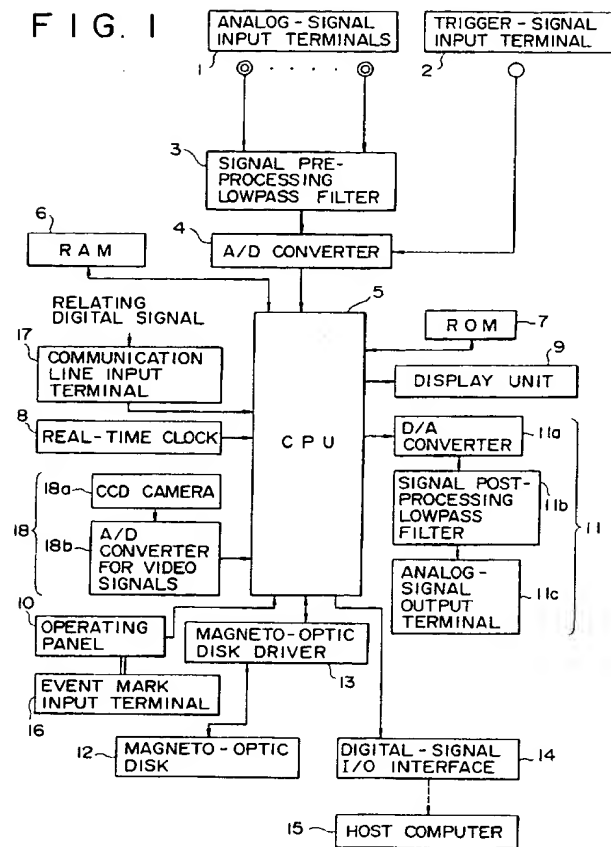 FIG. 1
ANALOG-SIGNAL
INPUT TERMINALS
1
TRIGGER-SIGNAL
INPUT TERMINAL
2
3
SIGNAL PRE-
PROCESSING
LOWPASS FILTER
4
A/D CONVERTER
6
RAM
5
CPU
ROM
7
RELATING
DIGITAL SIGNAL
17
COMMUNICATION
LINE INPUT
TERMINAL
9
DISPLAY UNIT
8
REAL-TIME CLOCK
D/A
CONVERTER
11a
18
18a
CCD CAMERA
18b
A/D
CONVERTER
FOR VIDEO
SIGNALS
SIGNAL POST-
PROCESSING
LOWPASS
FILTER
11b
11
ANALOG-
SIGNAL
OUTPUT
TERMINAL
11c
10
OPERATING
PANEL
MAGNETO-OPTIC
DISK DRIVER
13
EVENT MARK
INPUT TERMINAL
16
12
MAGNETO-OPTIC
DISK
DIGITAL-SIGNAL
I/O INTERFACE
14
15
HOST COMPUTER